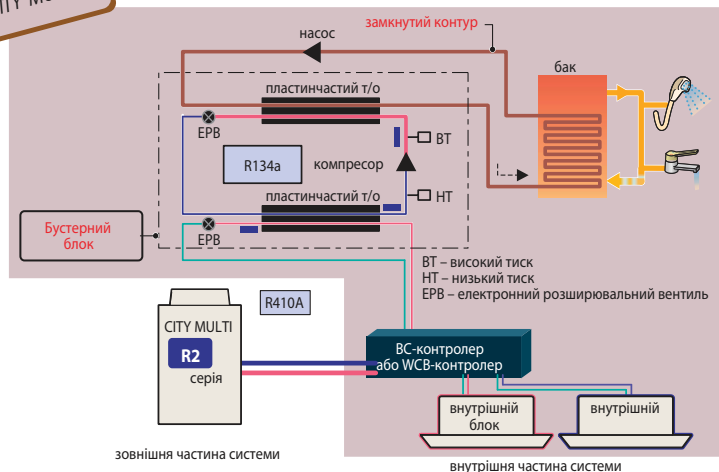 CITY MU
замкнутий контур
насос
бак
пластинчастий т/о
ЕРВ
ВТ
R134a
компресор
НТ
пластинчастий т/о
ЕРВ
Бустерний
блок
ВТ – високий тиск
НТ – низький тиск
ЕРВ – електронний розширювальний вентиль
R410A
CITY MULTI
R2
серія
ВС-контролер
або WCB-контролер
внутрішній
блок
внутрішній
зовнішня частина системи
внутрішня частина системи